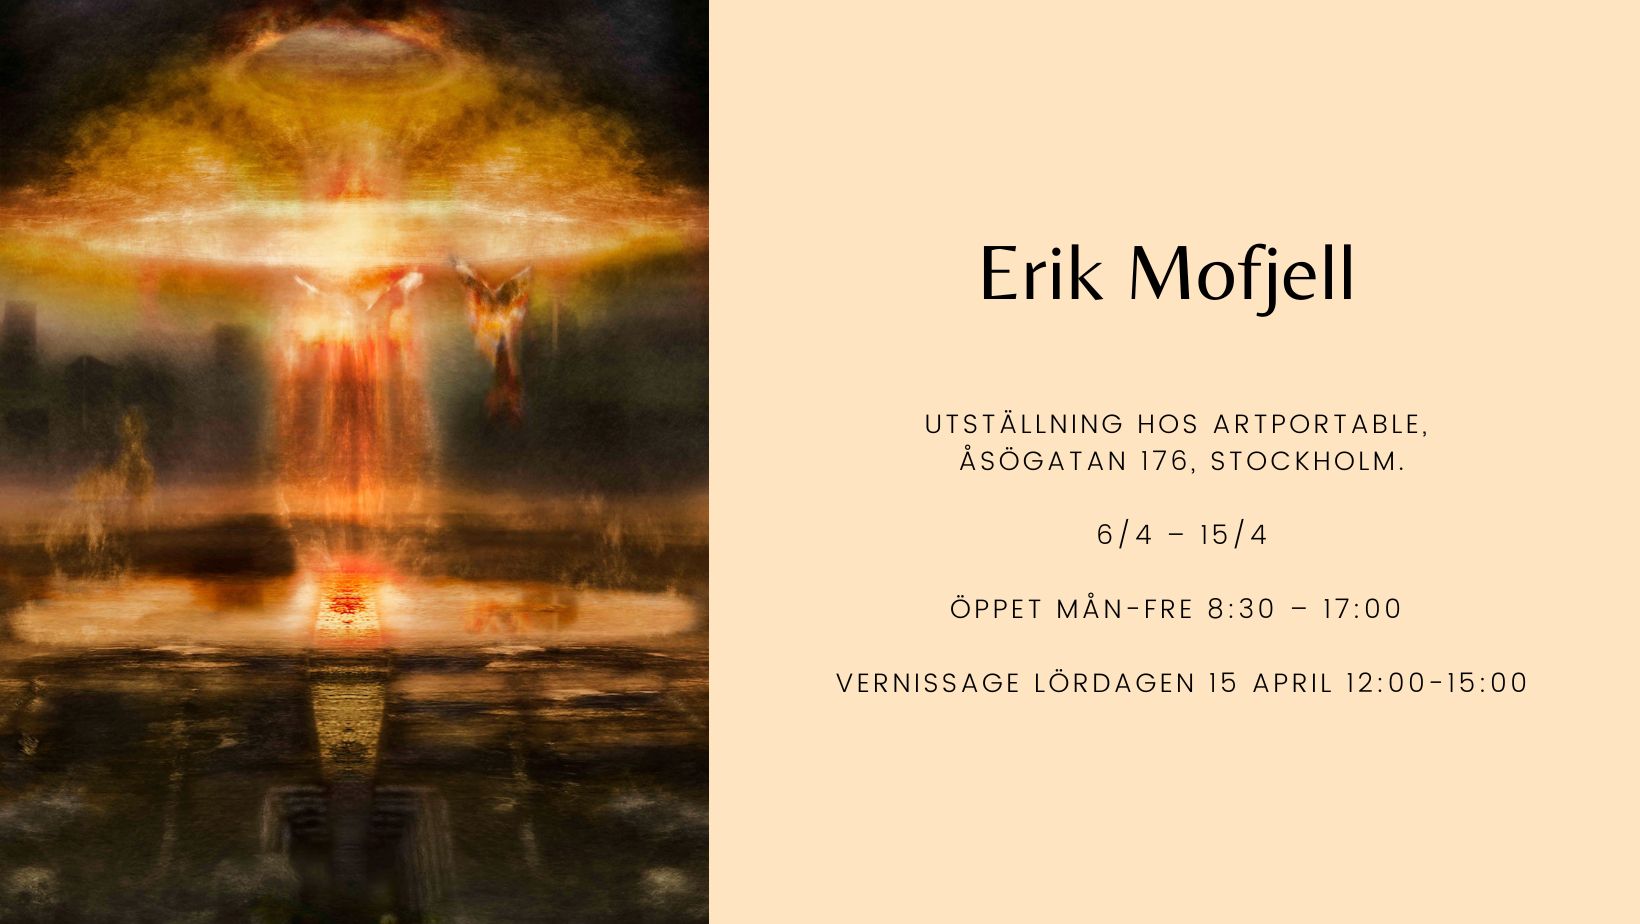 Erik Mofjell
UTSTÄLLNING HOS ARTPORTABLE,
ÅSÖGATAN 176, STOCKHOLM.
6/4 – 15/4
ÖPPET MÅN-FRE 8:30 – 17:00
VERNISSAGE LÖRDAGEN 15 APRIL 12:00-15:00